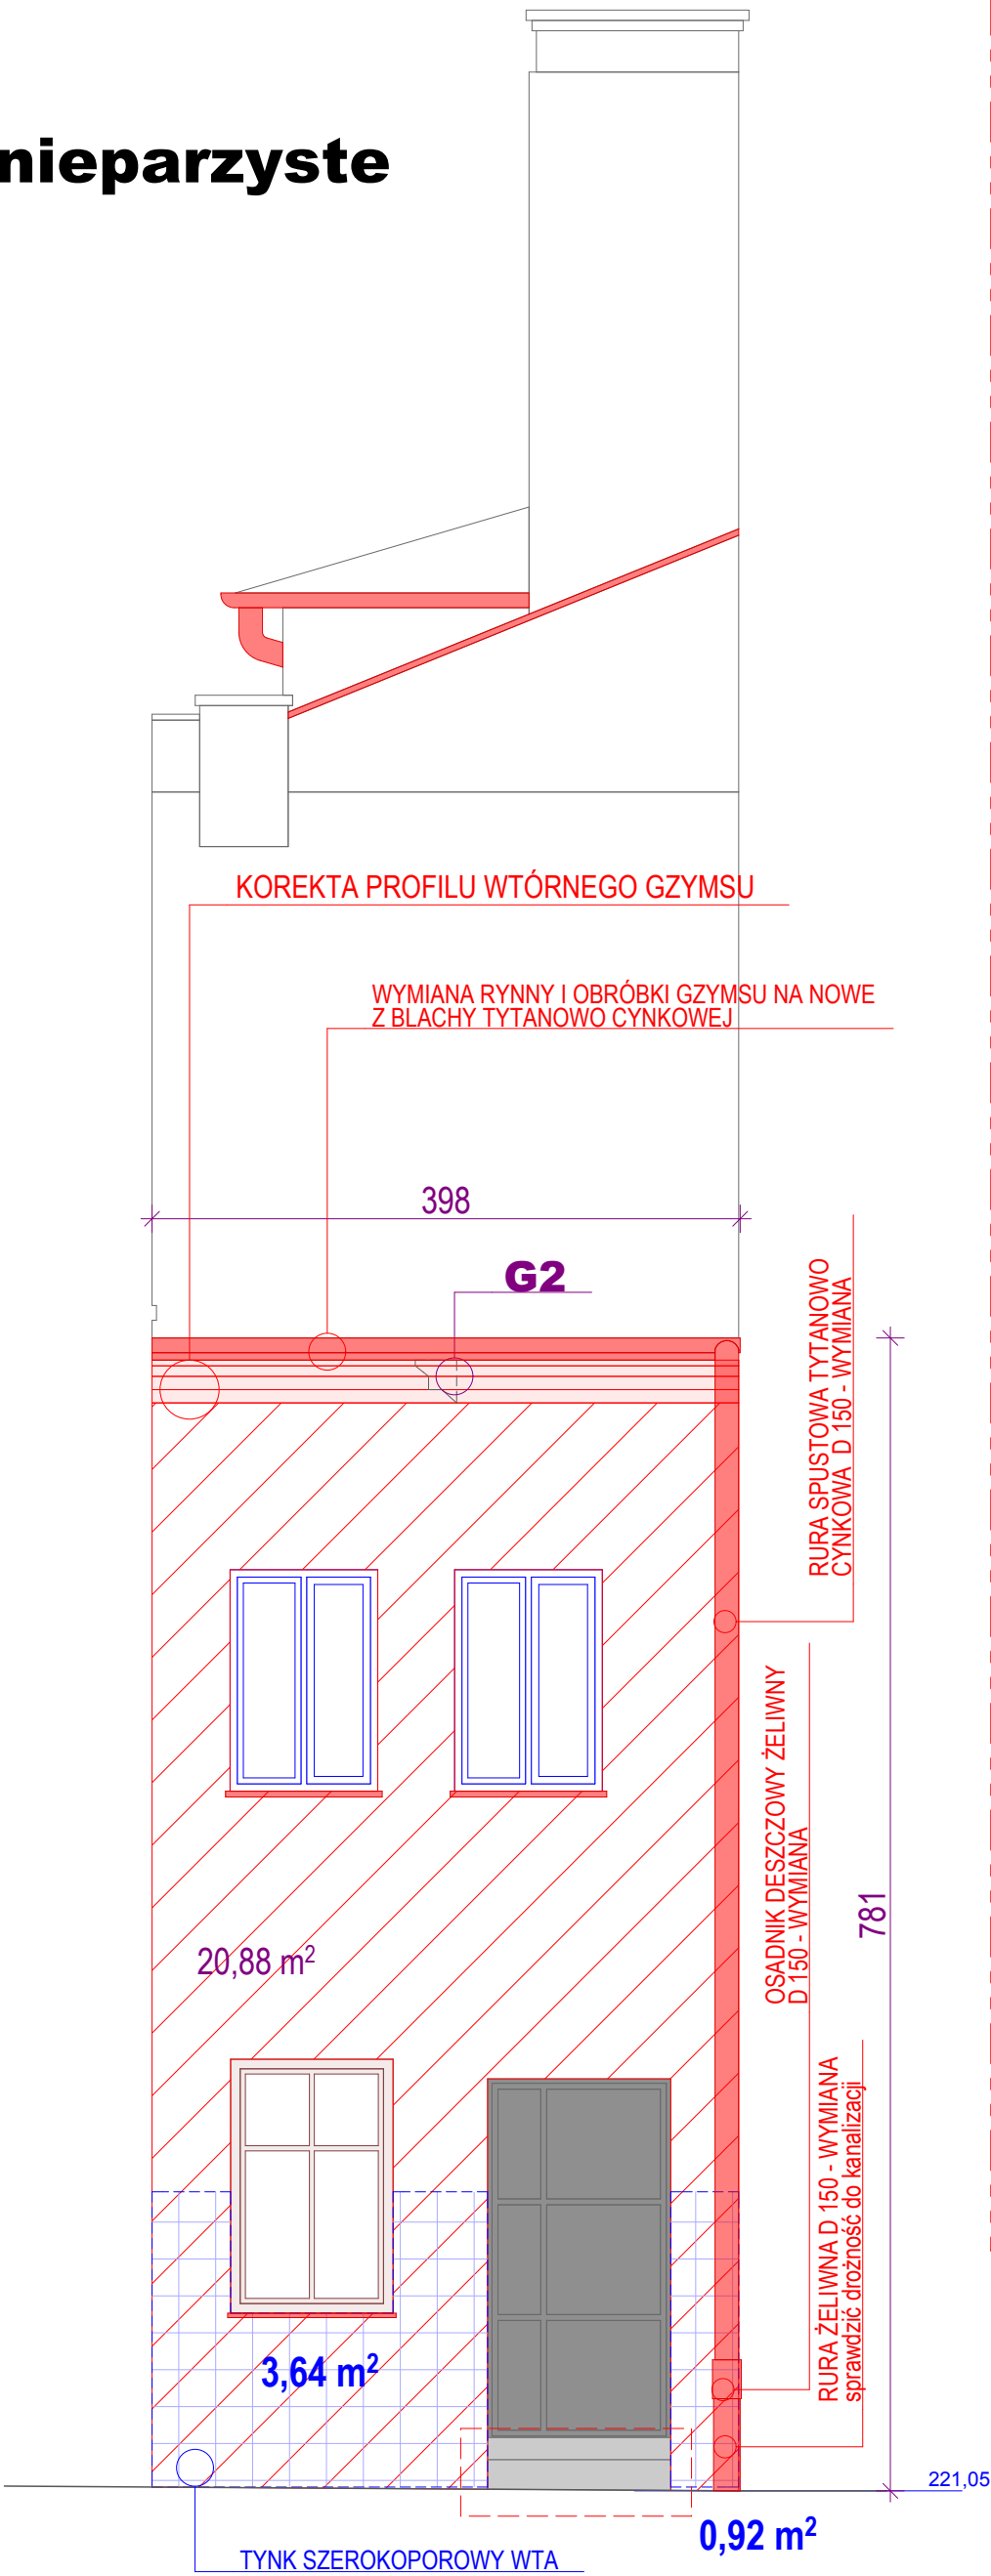 nieparzyste
KOREKTA PROFILU WTÓRNEGO GZYMSU
WYMIANA RYNNY I OBRÓBKI GZYMSU NA NOWE
Z BLACHY TYTANOWO CYNKOWEJ
398
G2
RURA SPUSTOWA TYTANOWO
CYNKOWA D 150 - WYMIANA
OSADNIK DESZCZOWY ŻELIWNY
D 150 - WYMIANA
781
20,88 m²
RURA ŻELIWNA D 150 - WYMIANA
sprawdzić drożność do kanalizacji
3,64 m²
221,05
0,92 m²
TYNK SZEROKOPOROWY WTA